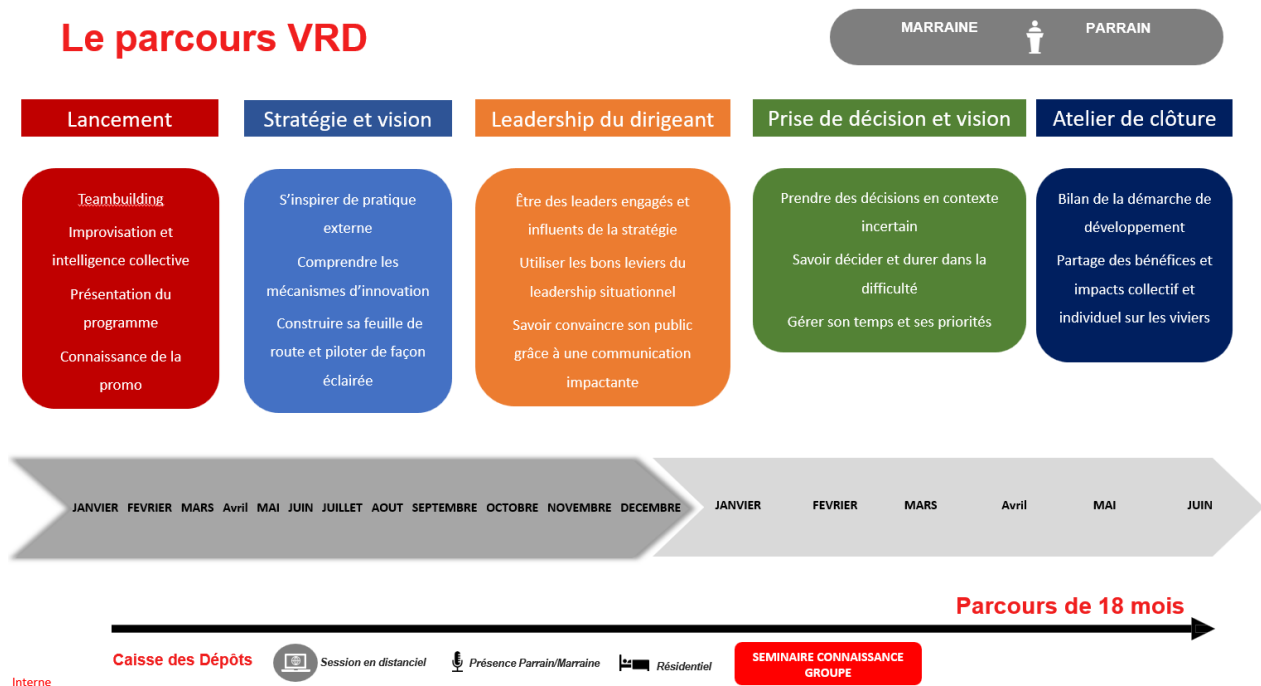 Le parcours VRD
MARRAINE
PARRAIN
Lancement
Stratégie et vision
Leadership du dirigeant
Prise de décision et vision
Atelier de clôture
Teambuilding
Improvisation et
intelligence collective
Présentation du
programme
Connaissance de la
promo
S’inspirer de pratique
externe
Comprendre les
mécanismes d’innovation
Construire sa feuille de
route et piloter de façon
éclairée
Être des leaders engagés et
influents de la stratégie
Utiliser les bons leviers du
leadership situationnel
Savoir convaincre son public
grâce à une communication
impactante
Prendre des décisions en contexte
incertain
Savoir décider et durer dans la
difficulté
Gérer son temps et ses priorités
Bilan de la démarche de
développement
Partage des bénéfices et
impacts collectif et
individuel sur les viviers
JANVIER FEVRIER MARS Avril MAI JUIN JUILLET AOUT SEPTEMBRE OCTOBRE NOVEMBRE DECEMBRE
JANVIER FEVRIER MARS Avril MAI JUIN
Parcours de 18 mois
Caisse des Dépôts
Session en distanciel
Présence Parrain/Marraine
Résidentiel
SEMINAIRE CONNAISSANCE
GROUPE
Interne